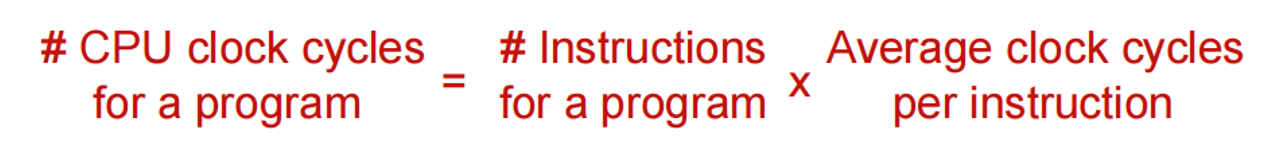 # CPU clock cycles for a program = # Instructions for a program x Average clock cycles per instruction